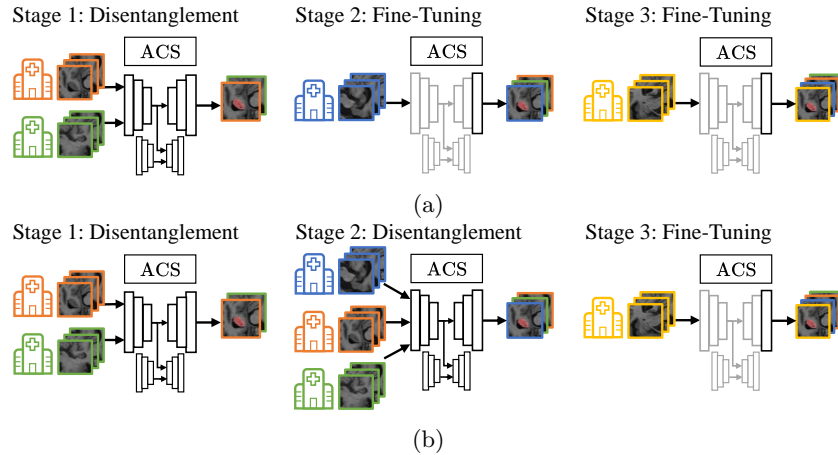 Stage 1: Disentanglement
Stage 2: Fine-Tuning
Stage 3: Fine-Tuning
ACS
ACS
ACS
(a)
Stage 1: Disentanglement
Stage 2: Disentanglement
Stage 3: Fine-Tuning
ACS
ACS
ACS
(b)